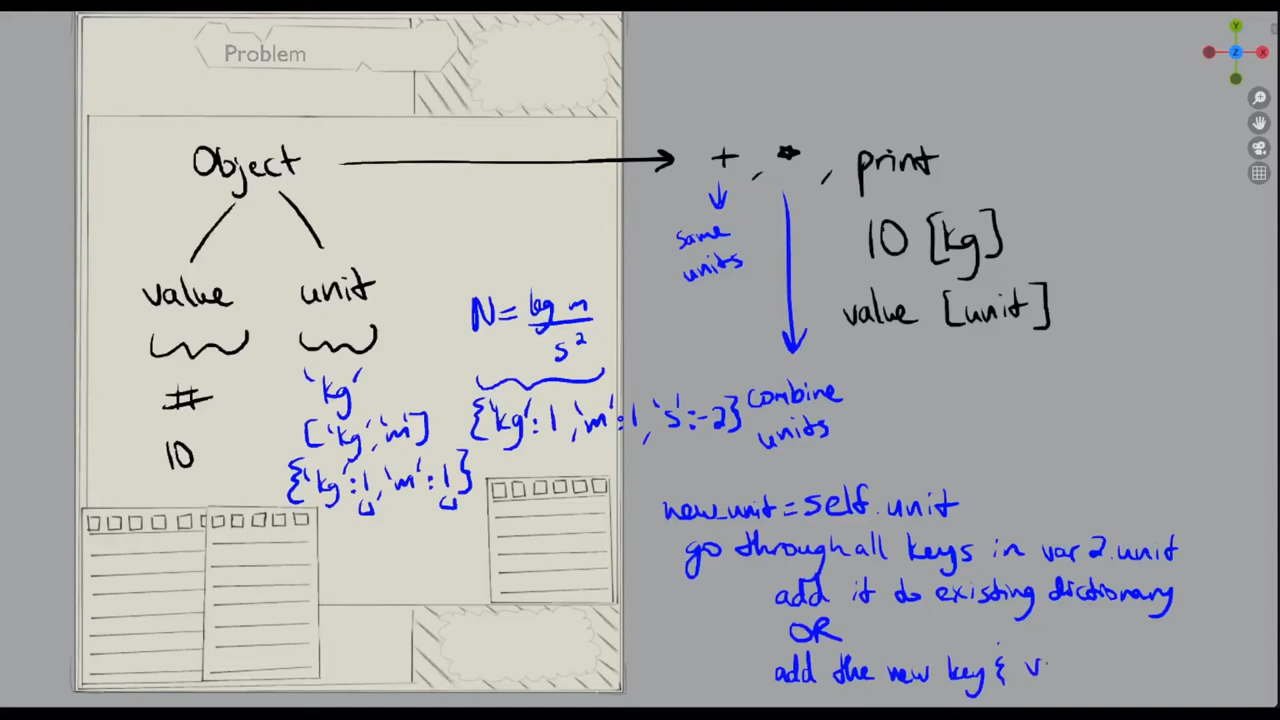 Problem
Object
+ , * , print
same
units
10 [kg]
value [unit]
value unit
#
10
'kg'
['kg','m']
{'kg':1,'m':1}
N = kg m
s²
{'kg':1,'m':1,'s':-2}
combine
units
new_unit = self.unit
go through all keys in var2.unit
add it to existing dictionary
OR
add the new key & v
Y
Z X